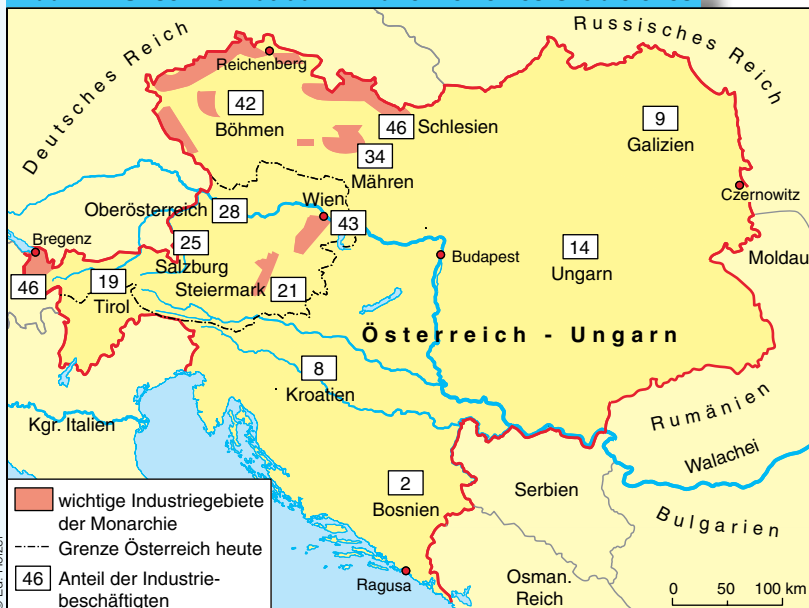 Russisches Reich
Deutsches Reich
Reichenberg
42
Böhmen
46 Schlesien
9
Galizien
34
Mähren
Czernowitz
Wien
Oberösterreich 28
43
Bregenz
25
Salzburg
Budapest
14
Ungarn
Moldau
46
19
Tirol
Steiermark 21
Österreich - Ungarn
8
Kroatien
Kgr. Italien
Rumänien
Walachei
2
Bosnien
Serbien
Bulgarien
Ragusa
Osman.
Reich
wichtige Industriegebiete
der Monarchie
Grenze Österreich heute
46 Anteil der Industrie-
beschäftigten
0 50 100 km